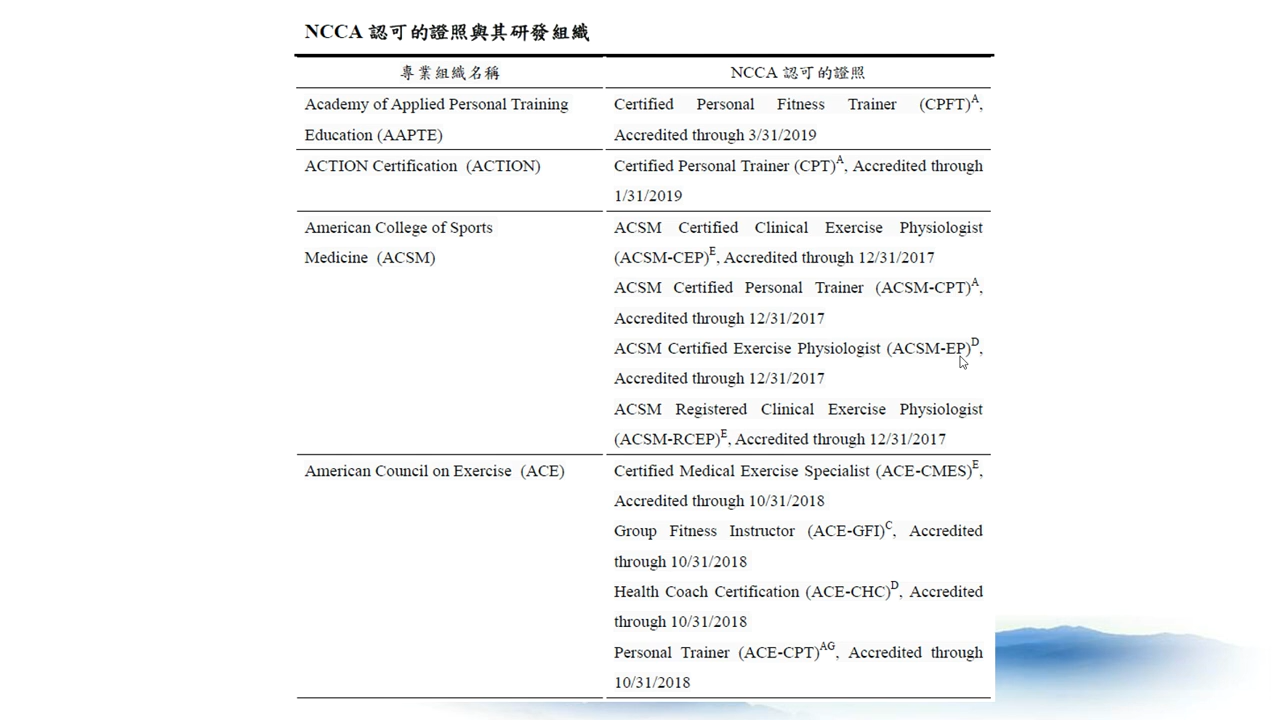 NCCA 認可的證照與其研發組織
專業組織名稱
NCCA 認可的證照
Academy of Applied Personal Training
Education (AAPTE)
Certified Personal Fitness Trainer (CPFT)A,
Accredited through 3/31/2019
ACTION Certification (ACTION)
Certified Personal Trainer (CPT)A, Accredited through
1/31/2019
American College of Sports
Medicine (ACSM)
ACSM Certified Clinical Exercise Physiologist
(ACSM-CEP)E, Accredited through 12/31/2017
ACSM Certified Personal Trainer (ACSM-CPT)A,
Accredited through 12/31/2017
ACSM Certified Exercise Physiologist (ACSM-EP)D,
Accredited through 12/31/2017
ACSM Registered Clinical Exercise Physiologist
(ACSM-RCEP)E, Accredited through 12/31/2017
American Council on Exercise (ACE)
Certified Medical Exercise Specialist (ACE-CMES)E,
Accredited through 10/31/2018
Group Fitness Instructor (ACE-GFI)C, Accredited
through 10/31/2018
Health Coach Certification (ACE-CHC)D, Accredited
through 10/31/2018
Personal Trainer (ACE-CPT)AG, Accredited through
10/31/2018